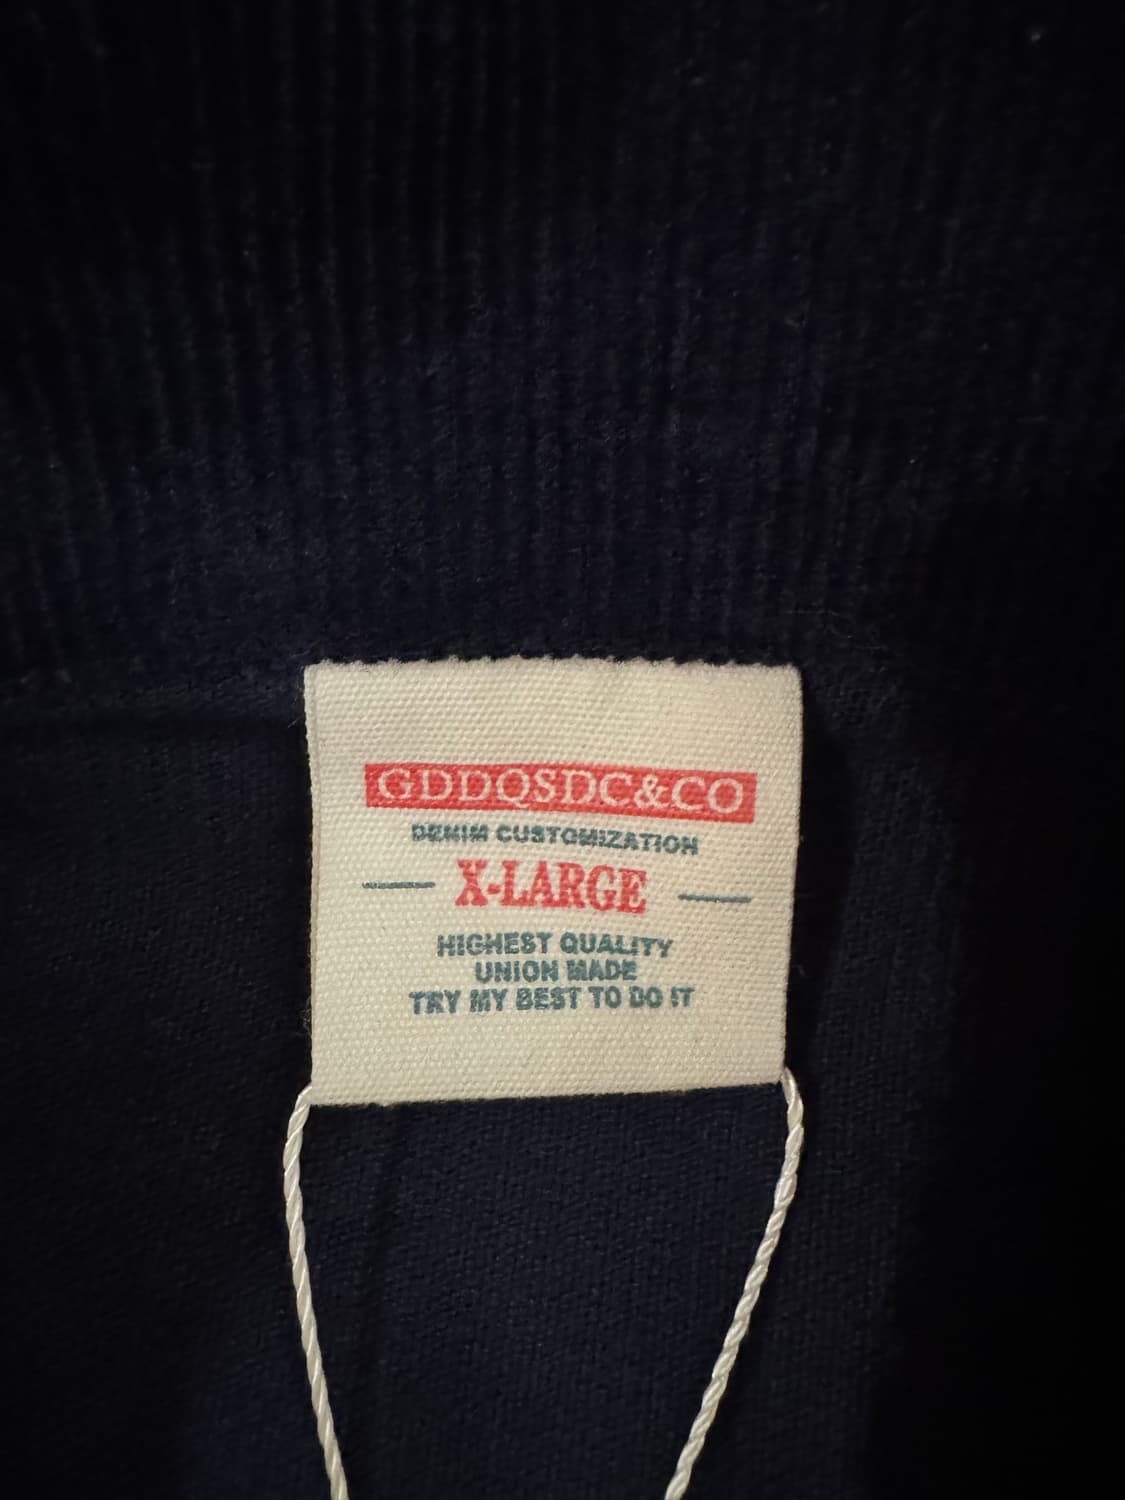 GDDQSDC&CO
DENIM CUSTOMIZATION
X-LARGE
HIGHEST QUALITY
UNION MADE
TRY MY BEST TO DO IT